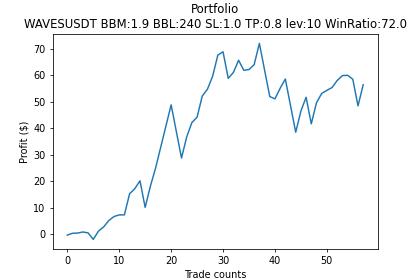 Portfolio
WAVESUSDT BBM:1.9 BBL:240 SL:1.0 TP:0.8 lev:10 WinRatio:72.0
70
60
50
40
30
20
10
0
Profit ($)
0 10 20 30 40 50
Trade counts